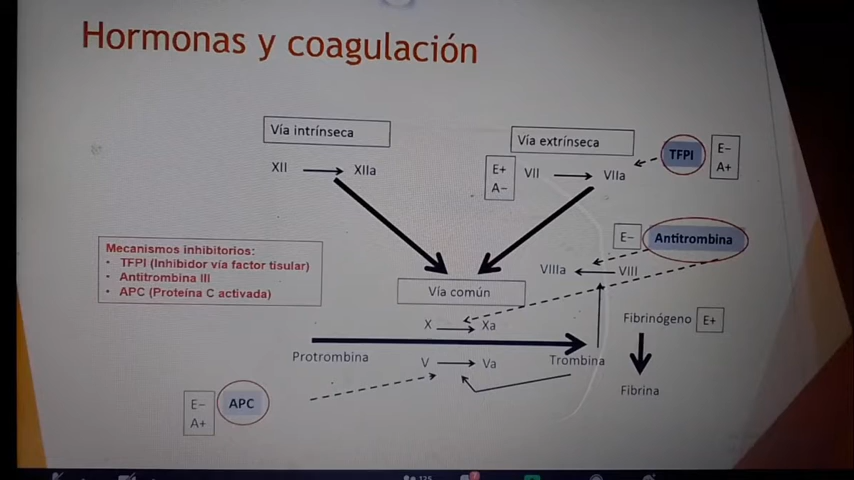 Hormonas y coagulación
Vía intrínseca
XII
XIIa
Vía extrínseca
E+
A−
VII
VIIa
TFPI
E−
A+
Mecanismos inhibitorios:
• TFPI (Inhibidor vía factor tisular)
• Antitrombina III
• APC (Proteína C activada)
E−
Antitrombina
VIIIa
VIII
Vía común
X
Xa
Fibrinógeno
E+
Protrombina
V
Va
Trombina
Fibrina
E−
A+
APC